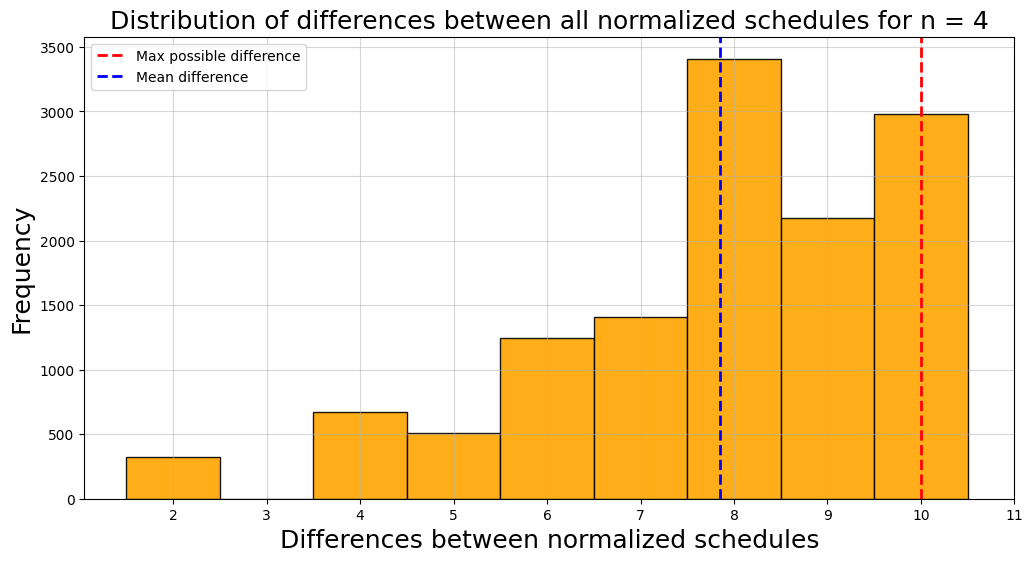 Distribution of differences between all normalized schedules for n = 4
Max possible difference
Mean difference
Frequency
3500
3000
2500
2000
1500
1000
500
0
2 3 4 5 6 7 8 9 10 11
Differences between normalized schedules